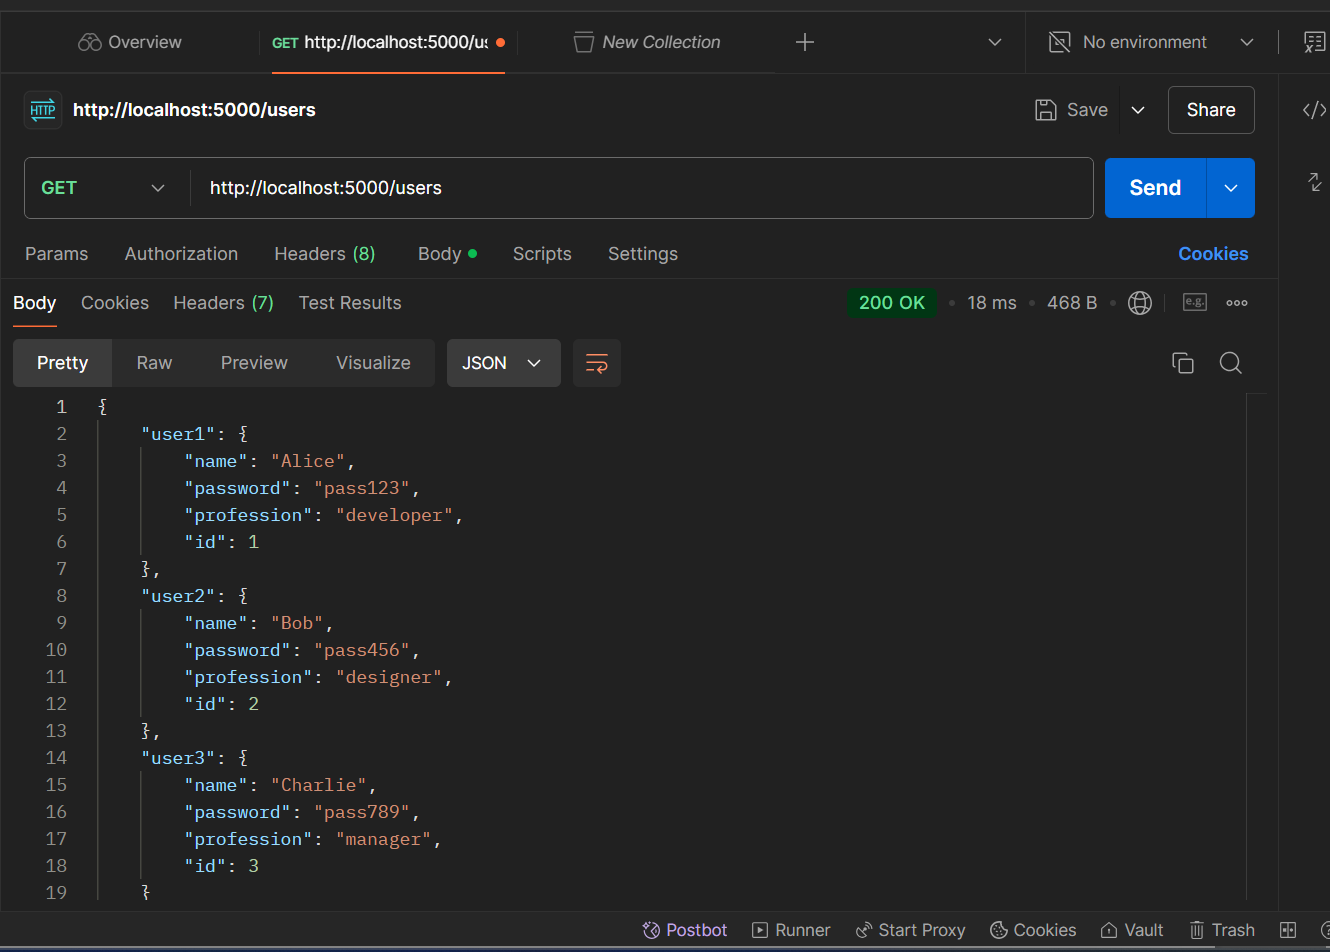 Overview
GET http://localhost:5000/us
New Collection
No environment
HTTP http://localhost:5000/users
Save
Share
GET
http://localhost:5000/users
Send
Params Authorization Headers (8) Body Scripts Settings Cookies
Body Cookies Headers (7) Test Results 200 OK 18 ms 468 B e.g.
Pretty Raw Preview Visualize JSON
1 {
2 "user1": {
3 "name": "Alice",
4 "password": "pass123",
5 "profession": "developer",
6 "id": 1
7 },
8 "user2": {
9 "name": "Bob",
10 "password": "pass456",
11 "profession": "designer",
12 "id": 2
13 },
14 "user3": {
15 "name": "Charlie",
16 "password": "pass789",
17 "profession": "manager",
18 "id": 3
19 }
Postbot Runner Start Proxy Cookies Vault Trash